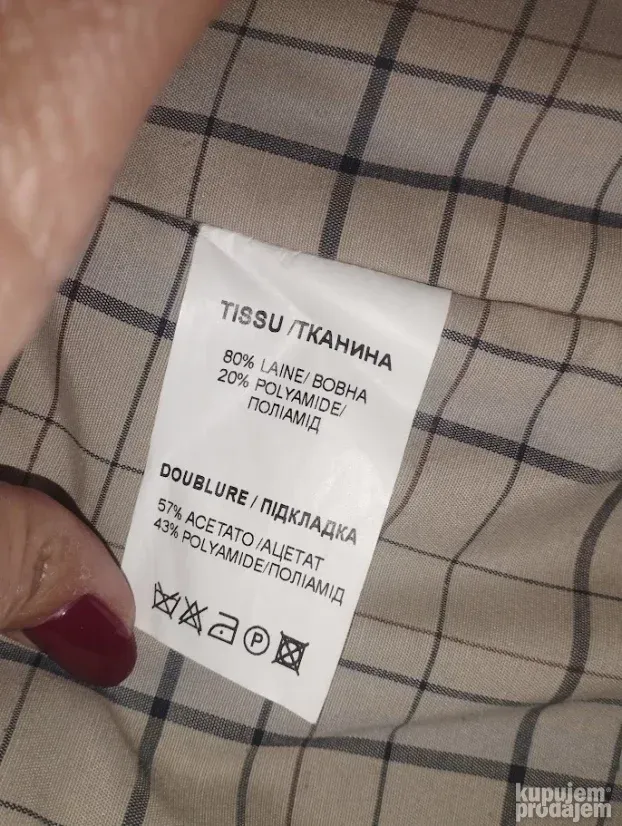 TISSU /ТКАНИНА
80% LAINE/ ВОВНА
20% POLYAMIDE/
ПОЛІАМІД
DOUBLURE / ПІДКЛАДКА
57% ACETATO /АЦЕТАТ
43% POLYAMIDE/ПОЛІАМІД
P
kupujem
prodajem